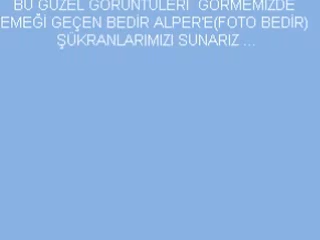 BU GÜZEL GÖRÜNTÜLERİ GÖRMEMİZDE
EMEĞİ GEÇEN BEDİR ALPER'E(FOTO BEDİR)
ŞÜKRANLARIMIZI SUNARIZ ...